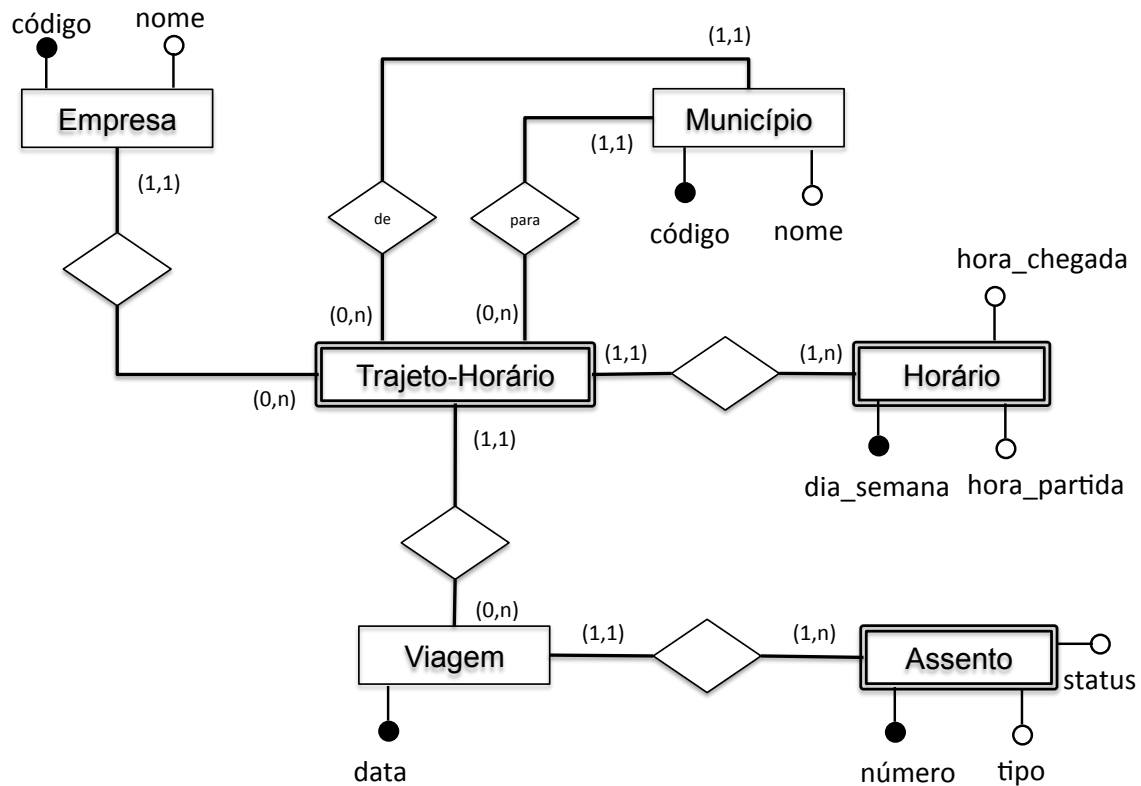 código
nome
Empresa
(1,1)
(1,1)
Município
(1,1)
código
nome
de
para
hora_chegada
(0,n)
(0,n)
(0,n)
Trajeto-Horário
(1,1)
(1,n)
Horário
(1,1)
dia_semana
hora_partida
(0,n)
Viagem
(1,1)
(1,n)
Assento
status
data
número
tipo